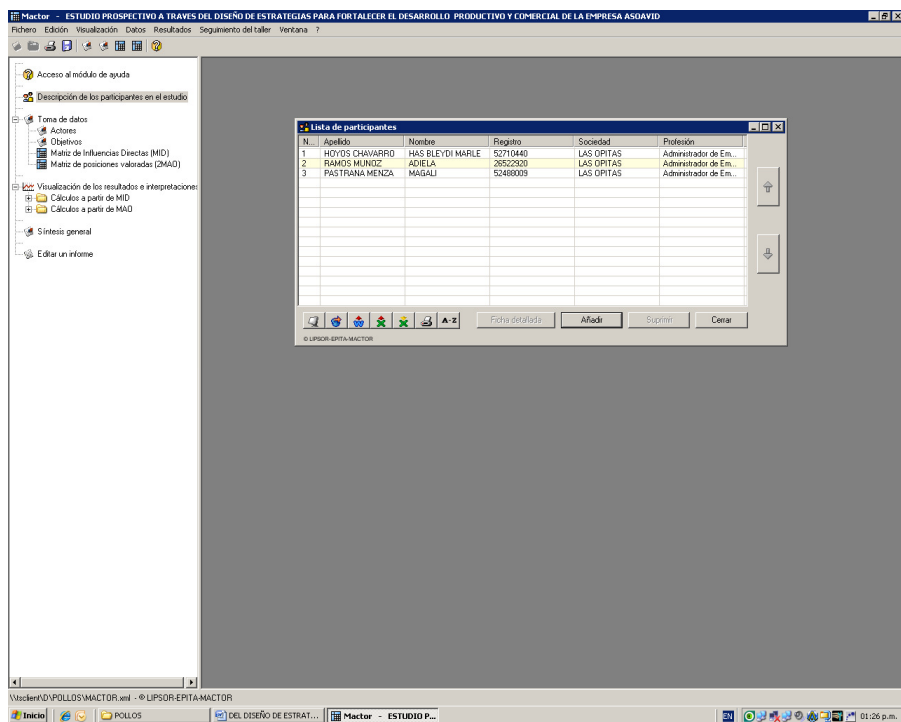 Mactor - ESTUDIO PROSPECTIVO A TRAVES DEL DISEÑO DE ESTRATEGIAS PARA FORTALECER EL DESARROLLO PRODUCTIVO Y COMERCIAL DE LA EMPRESA ASOAVID
Fichero Edición Visualización Datos Resultados Seguimiento del taller Ventana ?
Acceso al módulo de ayuda
Descripción de los participantes en el estudio
Toma de datos
Actores
Objetivos
Matriz de Influencias Directas (MID)
Matriz de posiciones valoradas (2MAO)
Visualización de los resultados e interpretaciones
Cálculos a partir de MID
Cálculos a partir de MAO
Síntesis general
Editar un informe
Lista de participantes
N... Apellido Nombre Registro Sociedad Profesión
1 HOYOS CHAVARRO HAS BLEYDI MARLE 52710440 LAS OPITAS Administrador de Em...
2 RAMOS MUNOZ ADIELA 26522920 LAS OPITAS Administrador de Em...
3 PASTRANA MENZA MAGALI 52488009 LAS OPITAS Administrador de Em...
A-Z Ficha detallada Añadir Suprimir Cerrar
© LIPSOR-EPITA-MACTOR
\\tsclient\D\POLLOS\MACTOR.xml - © LIPSOR-EPITA-MACTOR
Inicio POLLOS DEL DISEÑO DE ESTRAT... Mactor - ESTUDIO P... EN 01:26 p.m.